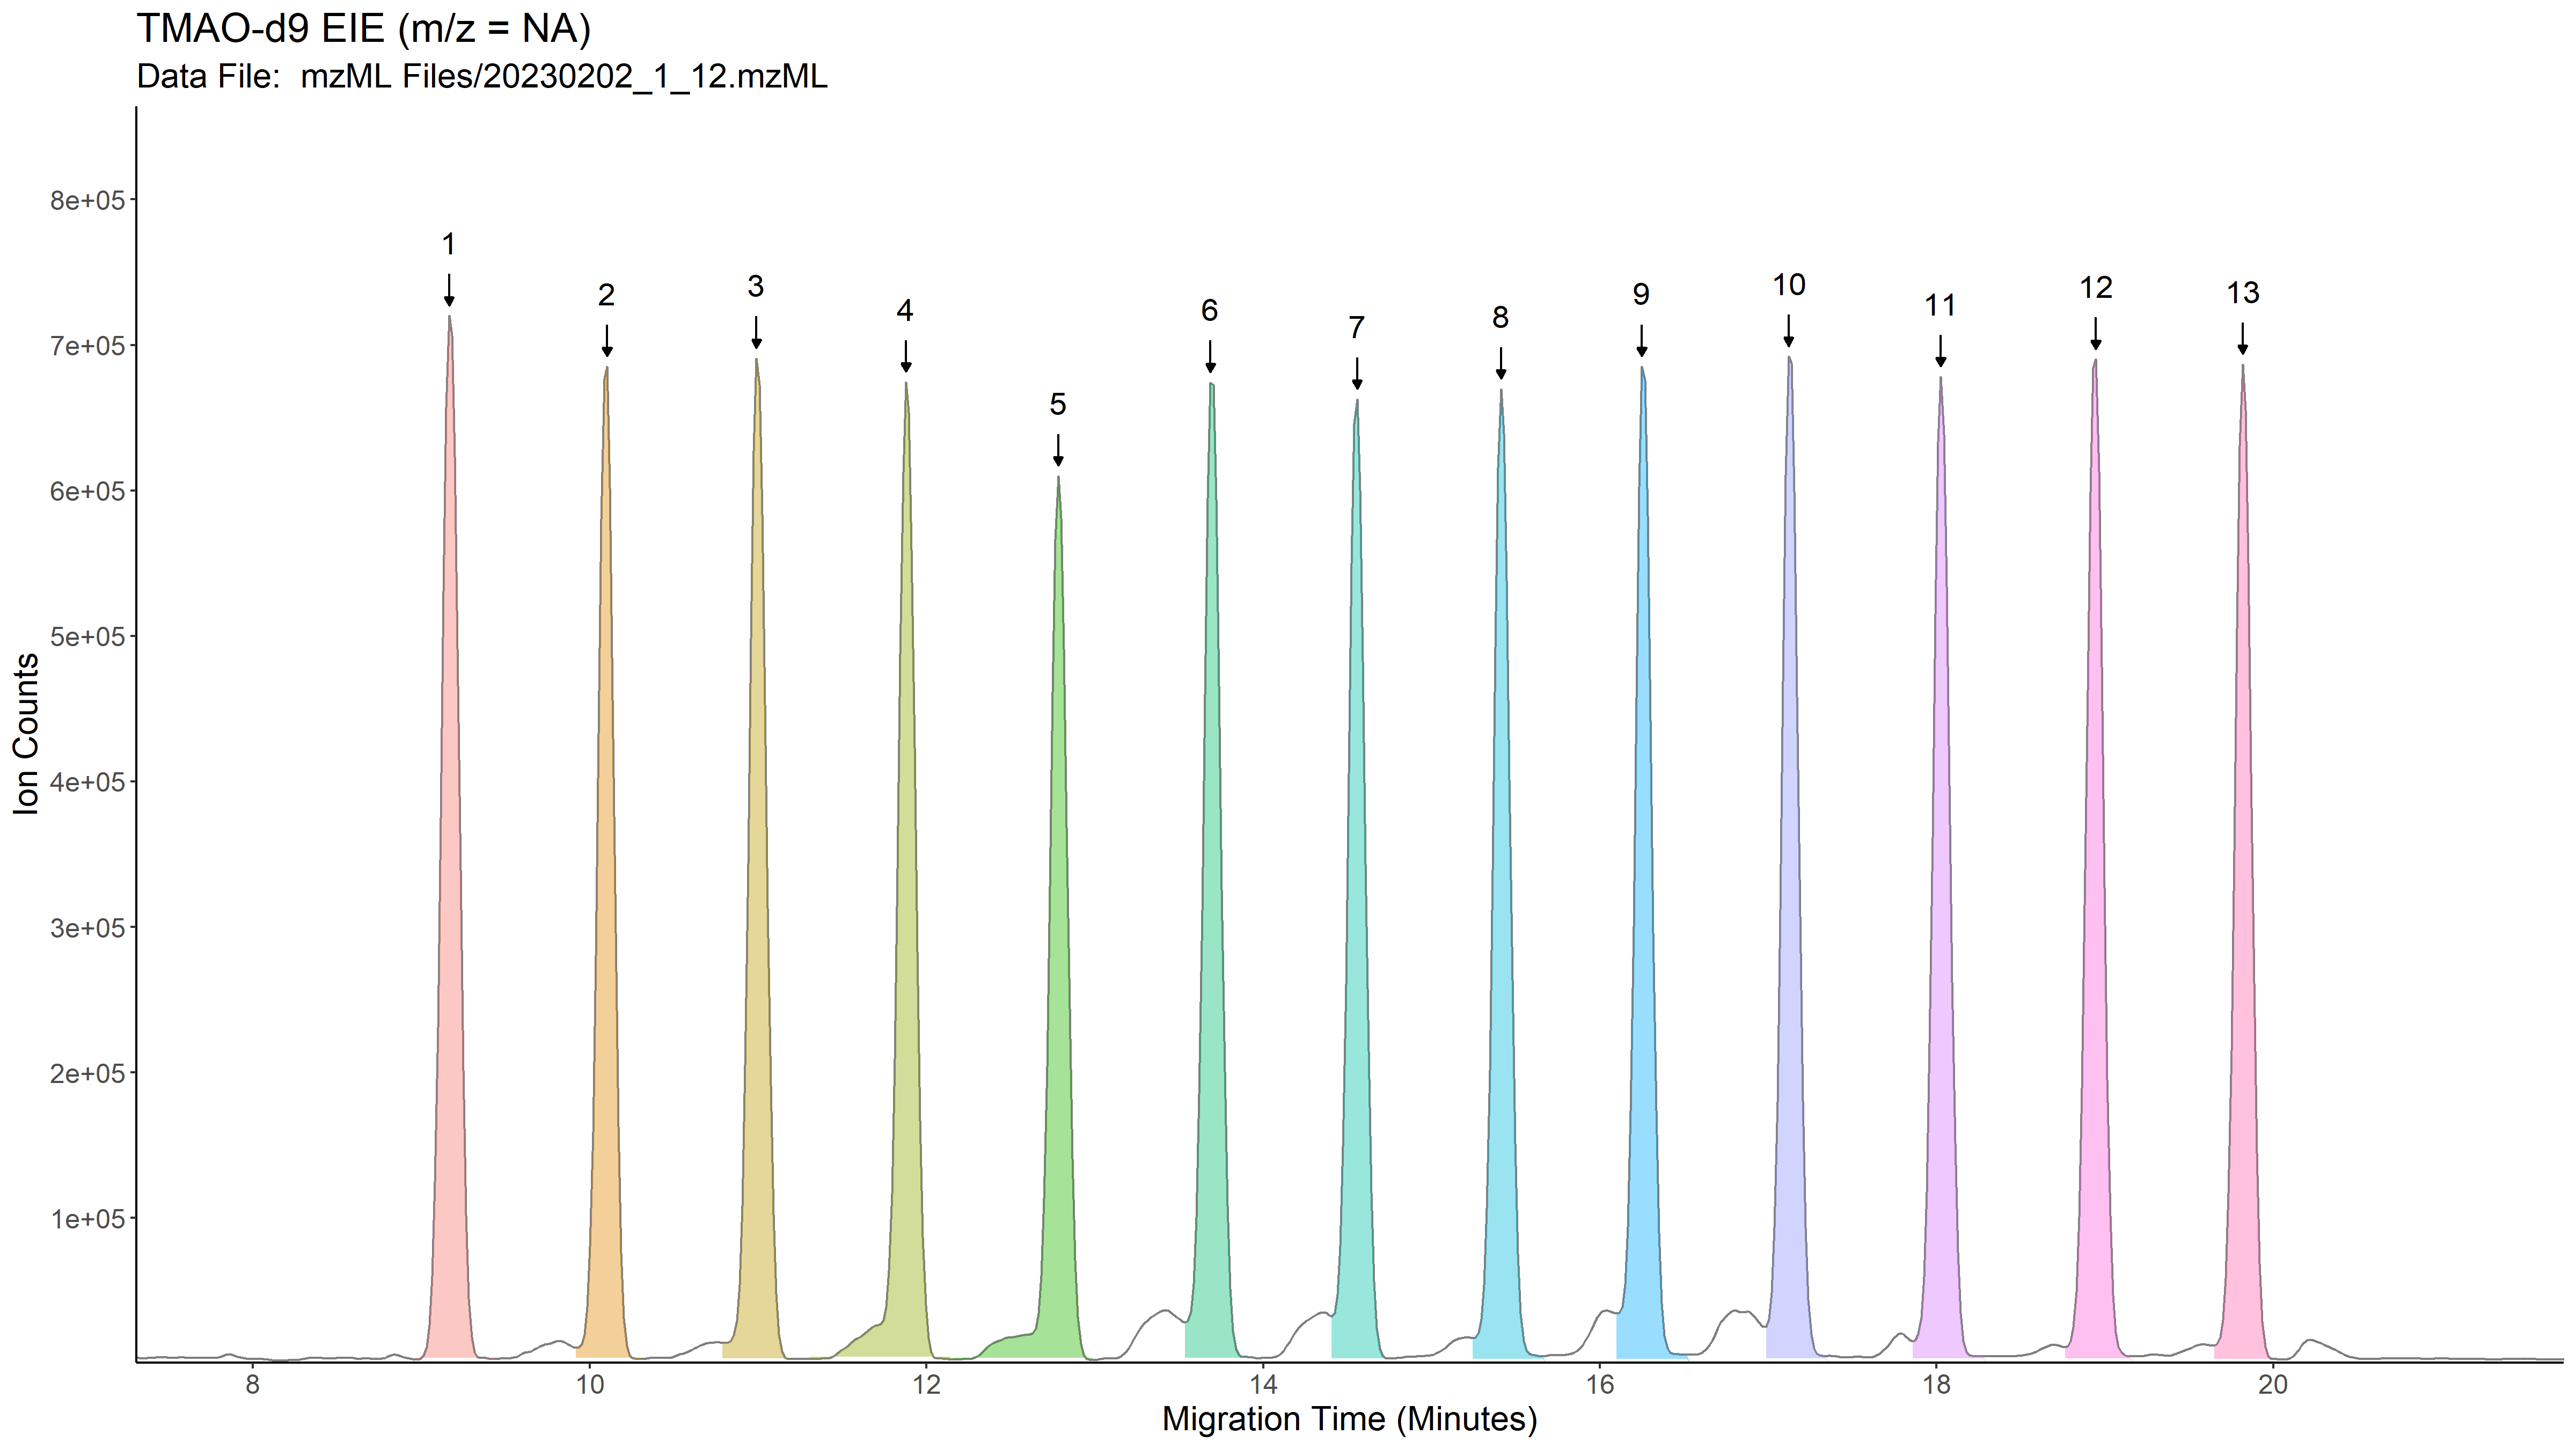 TMAO-d9 EIE (m/z = NA)
Data File:  mzML Files/20230202_1_12.mzML
Ion Counts
8e+05
7e+05
6e+05
5e+05
4e+05
3e+05
2e+05
1e+05
1
2
3
4
5
6
7
8
9
10
11
12
13
8
10
12
14
16
18
20
Migration Time (Minutes)